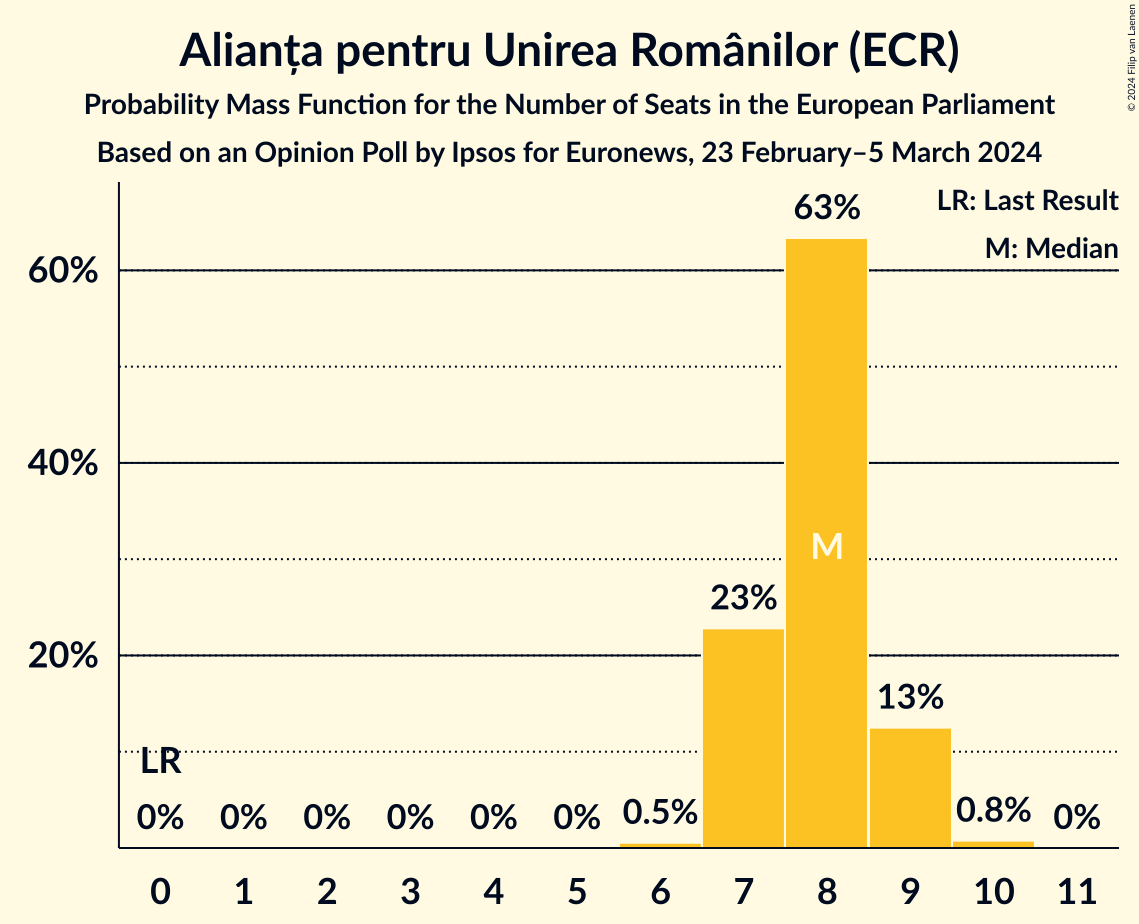 Alianța pentru Unirea Românilor (ECR)
Probability Mass Function for the Number of Seats in the European Parliament
Based on an Opinion Poll by Ipsos for Euronews, 23 February–5 March 2024
© 2024 Filip van Laenen
LR: Last Result
M: Median
60%
40%
20%
63%
M
23%
13%
LR
0% 0% 0% 0% 0% 0% 0.5% 0.8% 0%
0 1 2 3 4 5 6 7 8 9 10 11